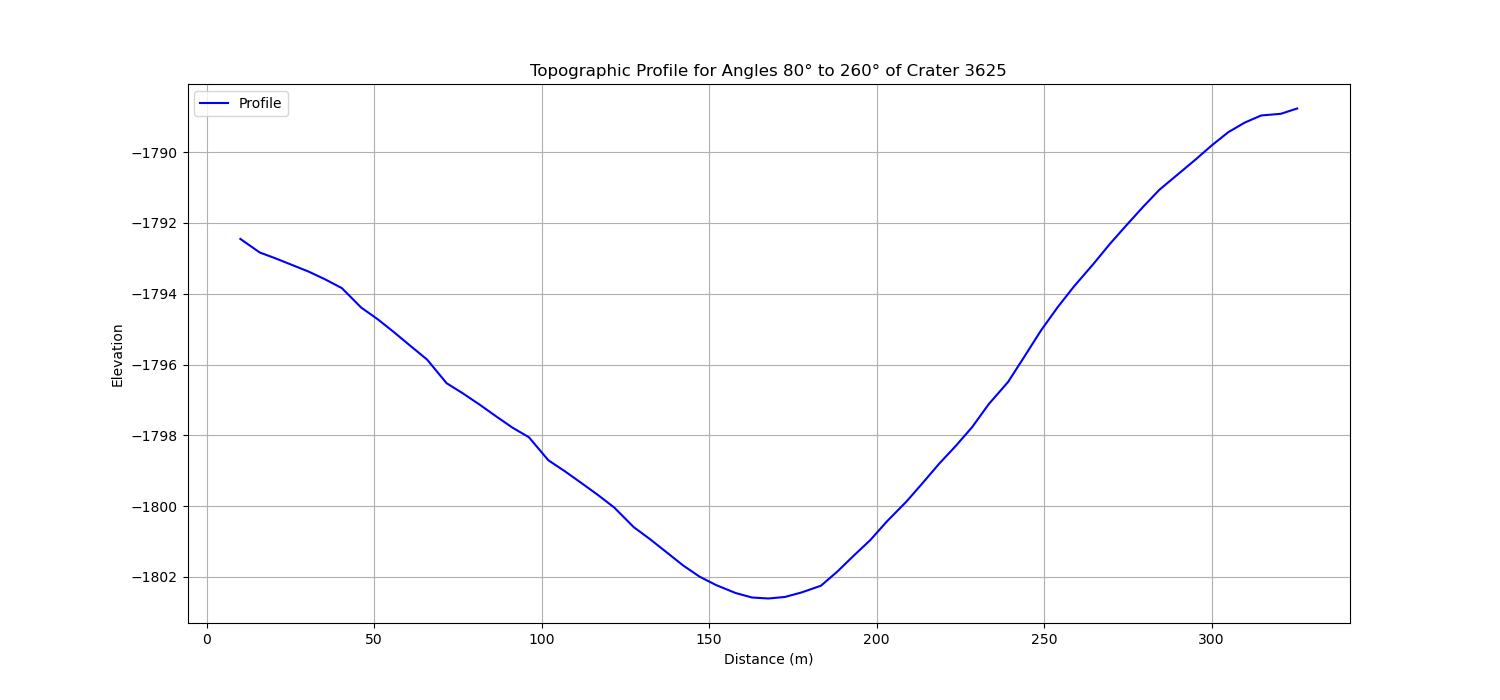 Topographic Profile for Angles 80° to 260° of Crater 3625
Profile
Elevation
−1790
−1792
−1794
−1796
−1798
−1800
−1802
0 50 100 150 200 250 300
Distance (m)